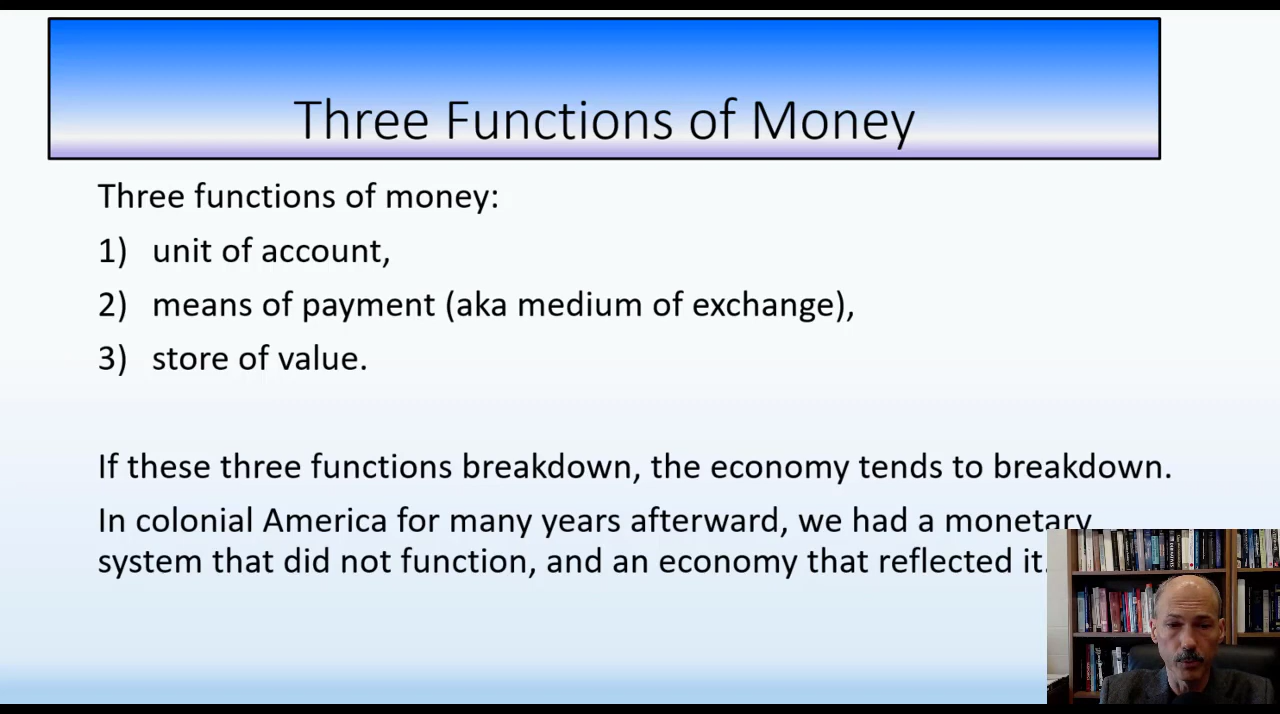 Three Functions of Money
Three functions of money:
1) unit of account,
2) means of payment (aka medium of exchange),
3) store of value.
If these three functions breakdown, the economy tends to breakdown.
In colonial America for many years afterward, we had a monetary
system that did not function, and an economy that reflected it.